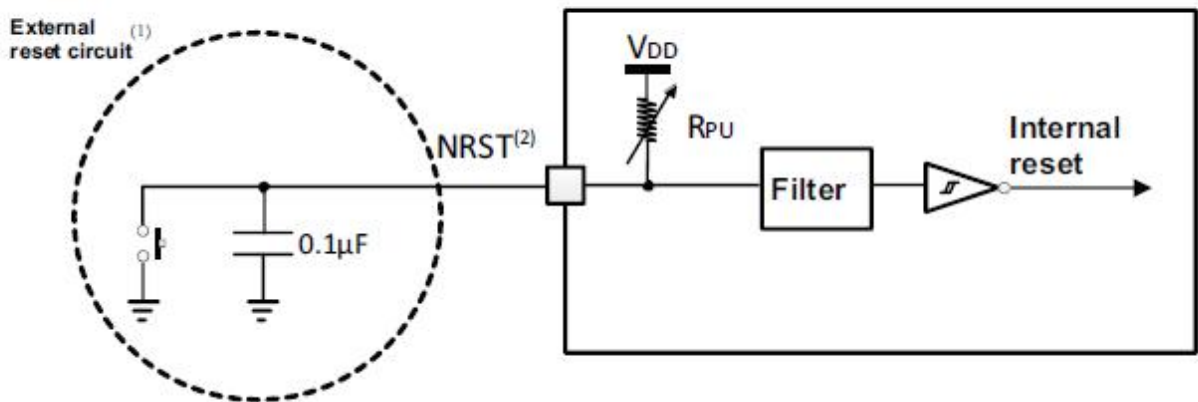 External (1)
reset circuit
VDD
RPU
NRST(2)
Internal
reset
Filter
0.1µF